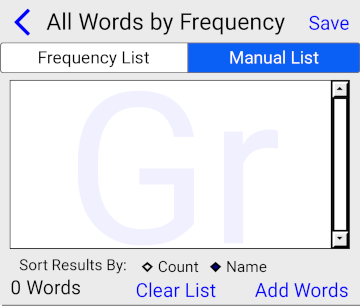 All Words by Frequency Save
Frequency List Manual List
Gr
Sort Results By: Count Name
0 Words Clear List Add Words